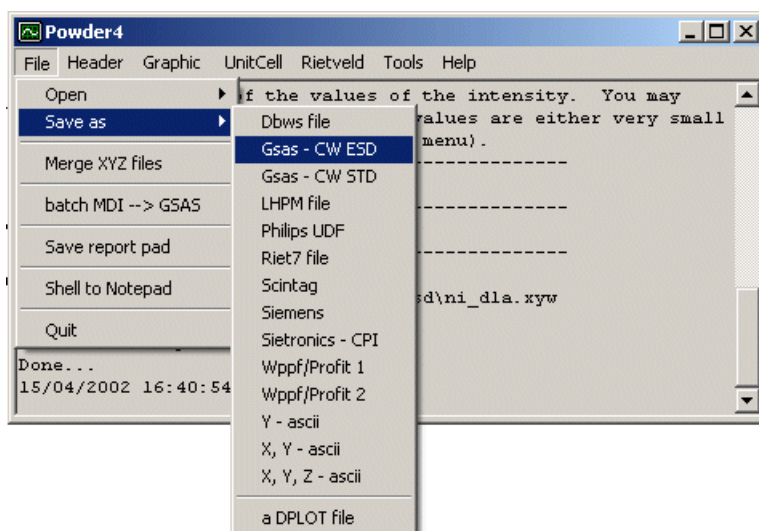 Powder4
File Header Graphic UnitCell Rietveld Tools Help
Open
Save as
Merge XYZ files
batch MDI --> GSAS
Save report pad
Shell to Notepad
Quit
Dbws file
Gsas - CW ESD
Gsas - CW STD
LHPM file
Philips UDF
Riet7 file
Scintag
Siemens
Sietronics - CPI
Wppf/Profit 1
Wppf/Profit 2
Y - ascii
X, Y - ascii
X, Y, Z - ascii
a DPLOT file
of the values of the intensity. You may
values are either very small
menu).
---------------
---------------
---------------
sd\ni_dla.xyw
Done...
15/04/2002 16:40:54